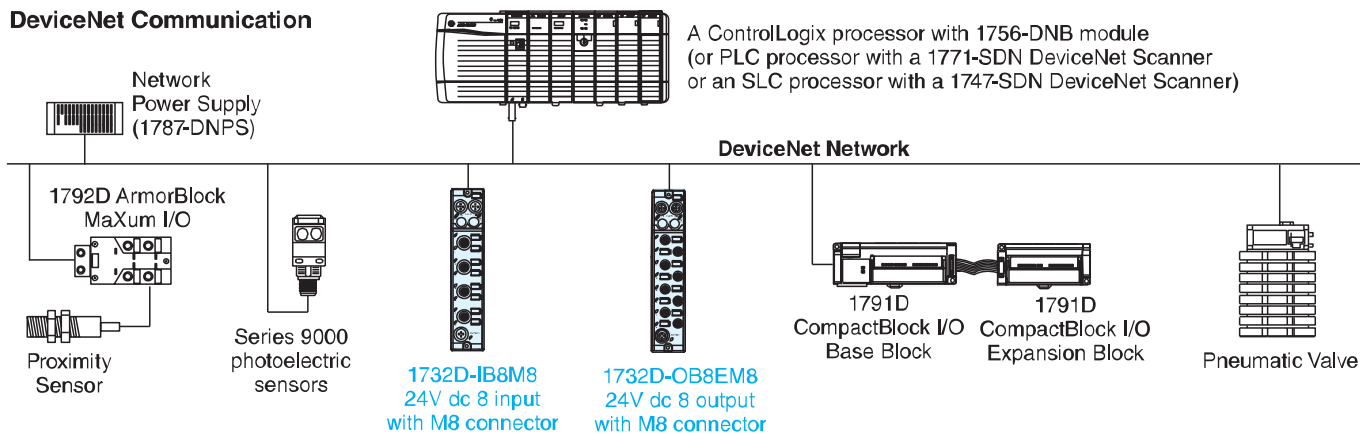 DeviceNet Communication
A ControlLogix processor with 1756-DNB module
(or PLC processor with a 1771-SDN DeviceNet Scanner
or an SLC processor with a 1747-SDN DeviceNet Scanner)
Network
Power Supply
(1787-DNPS)
DeviceNet Network
1792D ArmorBlock
MaXum I/O
Proximity
Sensor
Series 9000
photoelectric
sensors
1732D-IB8M8
24V dc 8 input
with M8 connector
1732D-OB8EM8
24V dc 8 output
with M8 connector
1791D
CompactBlock I/O
Base Block
1791D
CompactBlock I/O
Expansion Block
Pneumatic Valve